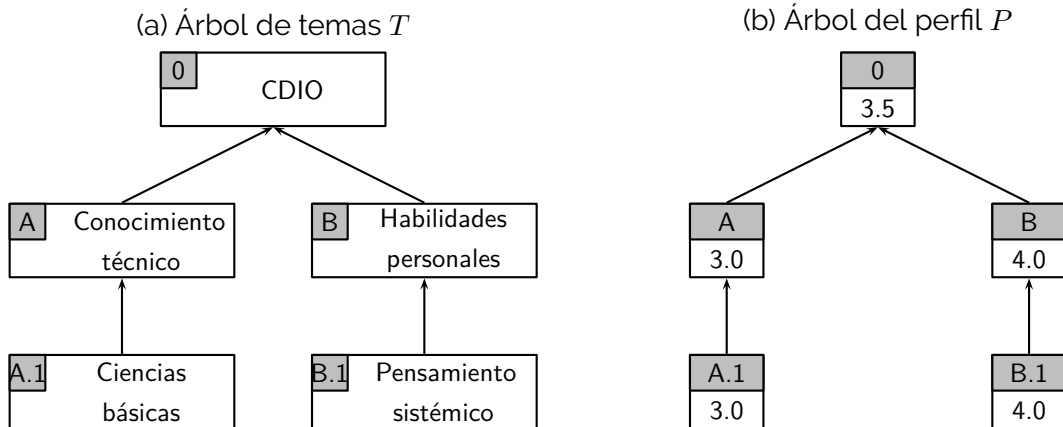 (a) Árbol de temas T
(b) Árbol del perfil P
0
CDIO
0
3.5
A
Conocimiento
técnico
B
Habilidades
personales
A
3.0
B
4.0
A.1
Ciencias
básicas
B.1
Pensamiento
sistémico
A.1
3.0
B.1
4.0